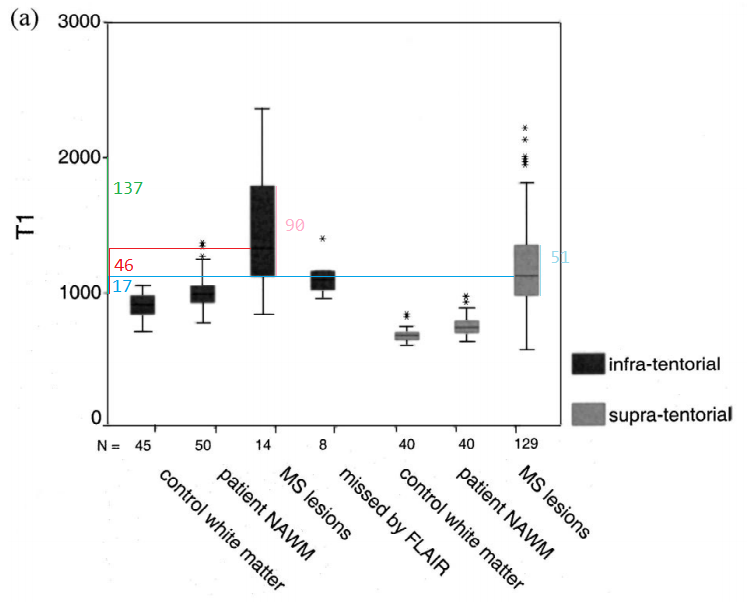 (a)
3000
2000
1000
0
T1
137
90
46
17
51
infra-tentorial
supra-tentorial
N = 45 50 14 8 40 40 129
control white matter
patient NAWM
MS lesions
missed by FLAIR
control white matter
patient NAWM
MS lesions